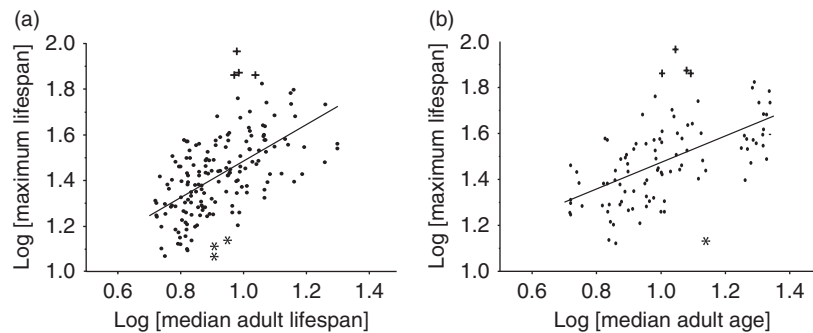 (a)
2.0
1.8
1.6
1.4
1.2
1.0
Log [maximum lifespan]
0.6 0.8 1.0 1.2 1.4
Log [median adult lifespan]
(b)
2.0
1.8
1.6
1.4
1.2
1.0
Log [maximum lifespan]
0.6 0.8 1.0 1.2 1.4
Log [median adult age]